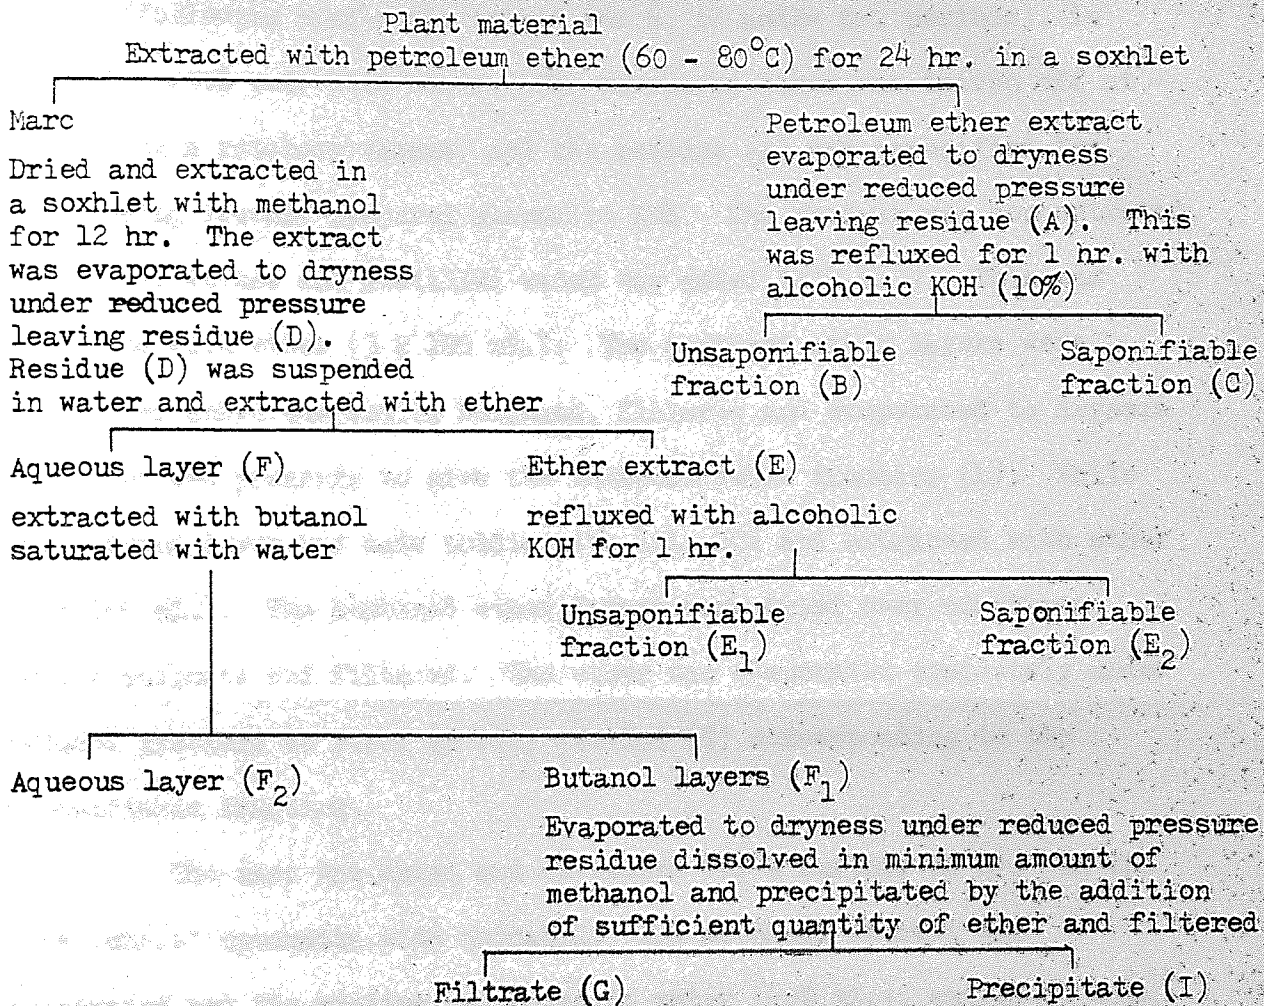 Plant material
Extracted with petroleum ether (60 - 80°C) for 24 hr. in a soxhlet
Marc
Dried and extracted in
a soxhlet with methanol
for 12 hr. The extract
was evaporated to dryness
under reduced pressure
leaving residue (D).
Residue (D) was suspended
in water and extracted with ether
Petroleum ether extract
evaporated to dryness
under reduced pressure
leaving residue (A). This
was refluxed for 1 hr. with
alcoholic KOH (10%)
Unsaponifiable
fraction (B)
Saponifiable
fraction (C)
Aqueous layer (F)
extracted with butanol
saturated with water
Ether extract (E)
refluxed with alcoholic
KOH for 1 hr.
Unsaponifiable
fraction (E₁)
Saponifiable
fraction (E₂)
Aqueous layer (F₂)
Butanol layers (F₁)
Evaporated to dryness under reduced pressure
residue dissolved in minimum amount of
methanol and precipitated by the addition
of sufficient quantity of ether and filtered
Filtrate (G)
Precipitate (I)